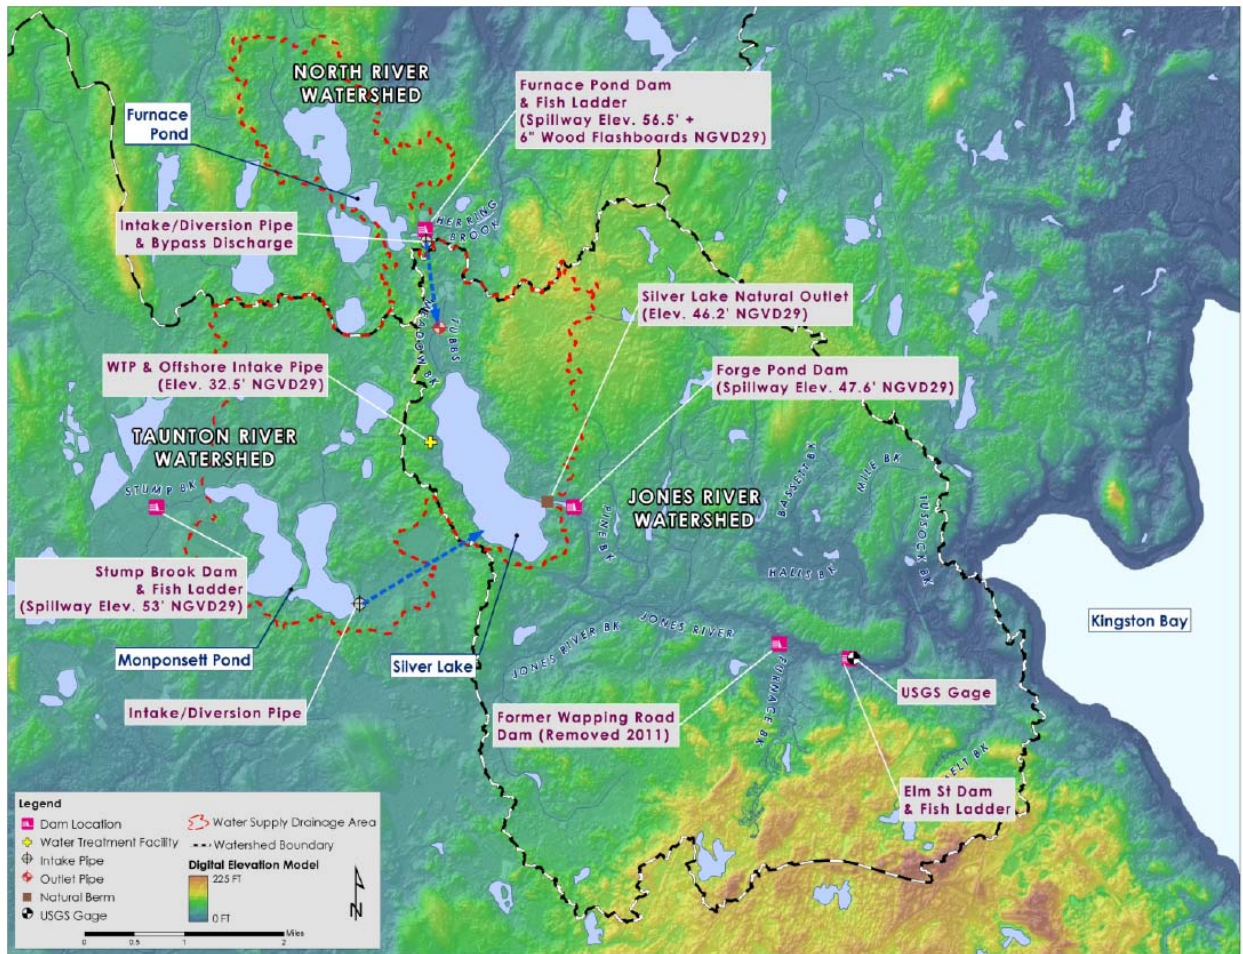 NORTH RIVER
WATERSHED
Furnace Pond Dam
& Fish Ladder
(Spillway Elev. 56.5' +
6" Wood Flashboards NGVD29)
Furnace
Pond
HERRING
BROOK
Intake/Diversion Pipe
& Bypass Discharge
Silver Lake Natural Outlet
(Elev. 46.2' NGVD29)
TUBBS
MEADOW BK
WTP & Offshore Intake Pipe
(Elev. 32.5' NGVD29)
Forge Pond Dam
(Spillway Elev. 47.6' NGVD29)
TAUNTON RIVER
WATERSHED
STUMP BK
JONES RIVER
WATERSHED
BASSETT BK
MILE BK
TUSSOCK BK
PINE BK
HALLS BK
Stump Brook Dam
& Fish Ladder
(Spillway Elev. 53' NGVD29)
Kingston Bay
JONES RIVER BK
JONES RIVER
Monponsett Pond
Silver Lake
FURNACE BK
USGS Gage
Intake/Diversion Pipe
Former Wapping Road
Dam (Removed 2011)
ELT BK
Elm St Dam
& Fish Ladder
Legend
Dam Location
Water Treatment Facility
Intake Pipe
Outlet Pipe
Natural Berm
USGS Gage
Water Supply Drainage Area
Watershed Boundary
Digital Elevation Model
225 FT
0 FT
N
0 0.5 1 2
Miles